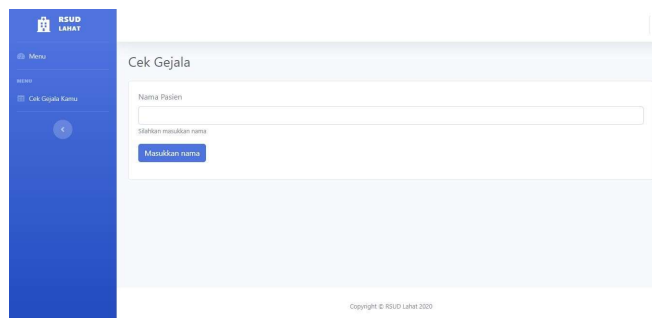 RSUD
LAHAT
Menu
MENU
Cek Gejala Kamu
Cek Gejala
Nama Pasien
Silahkan masukkan nama
Masukkan nama
Copyright © RSUD Lahat 2020